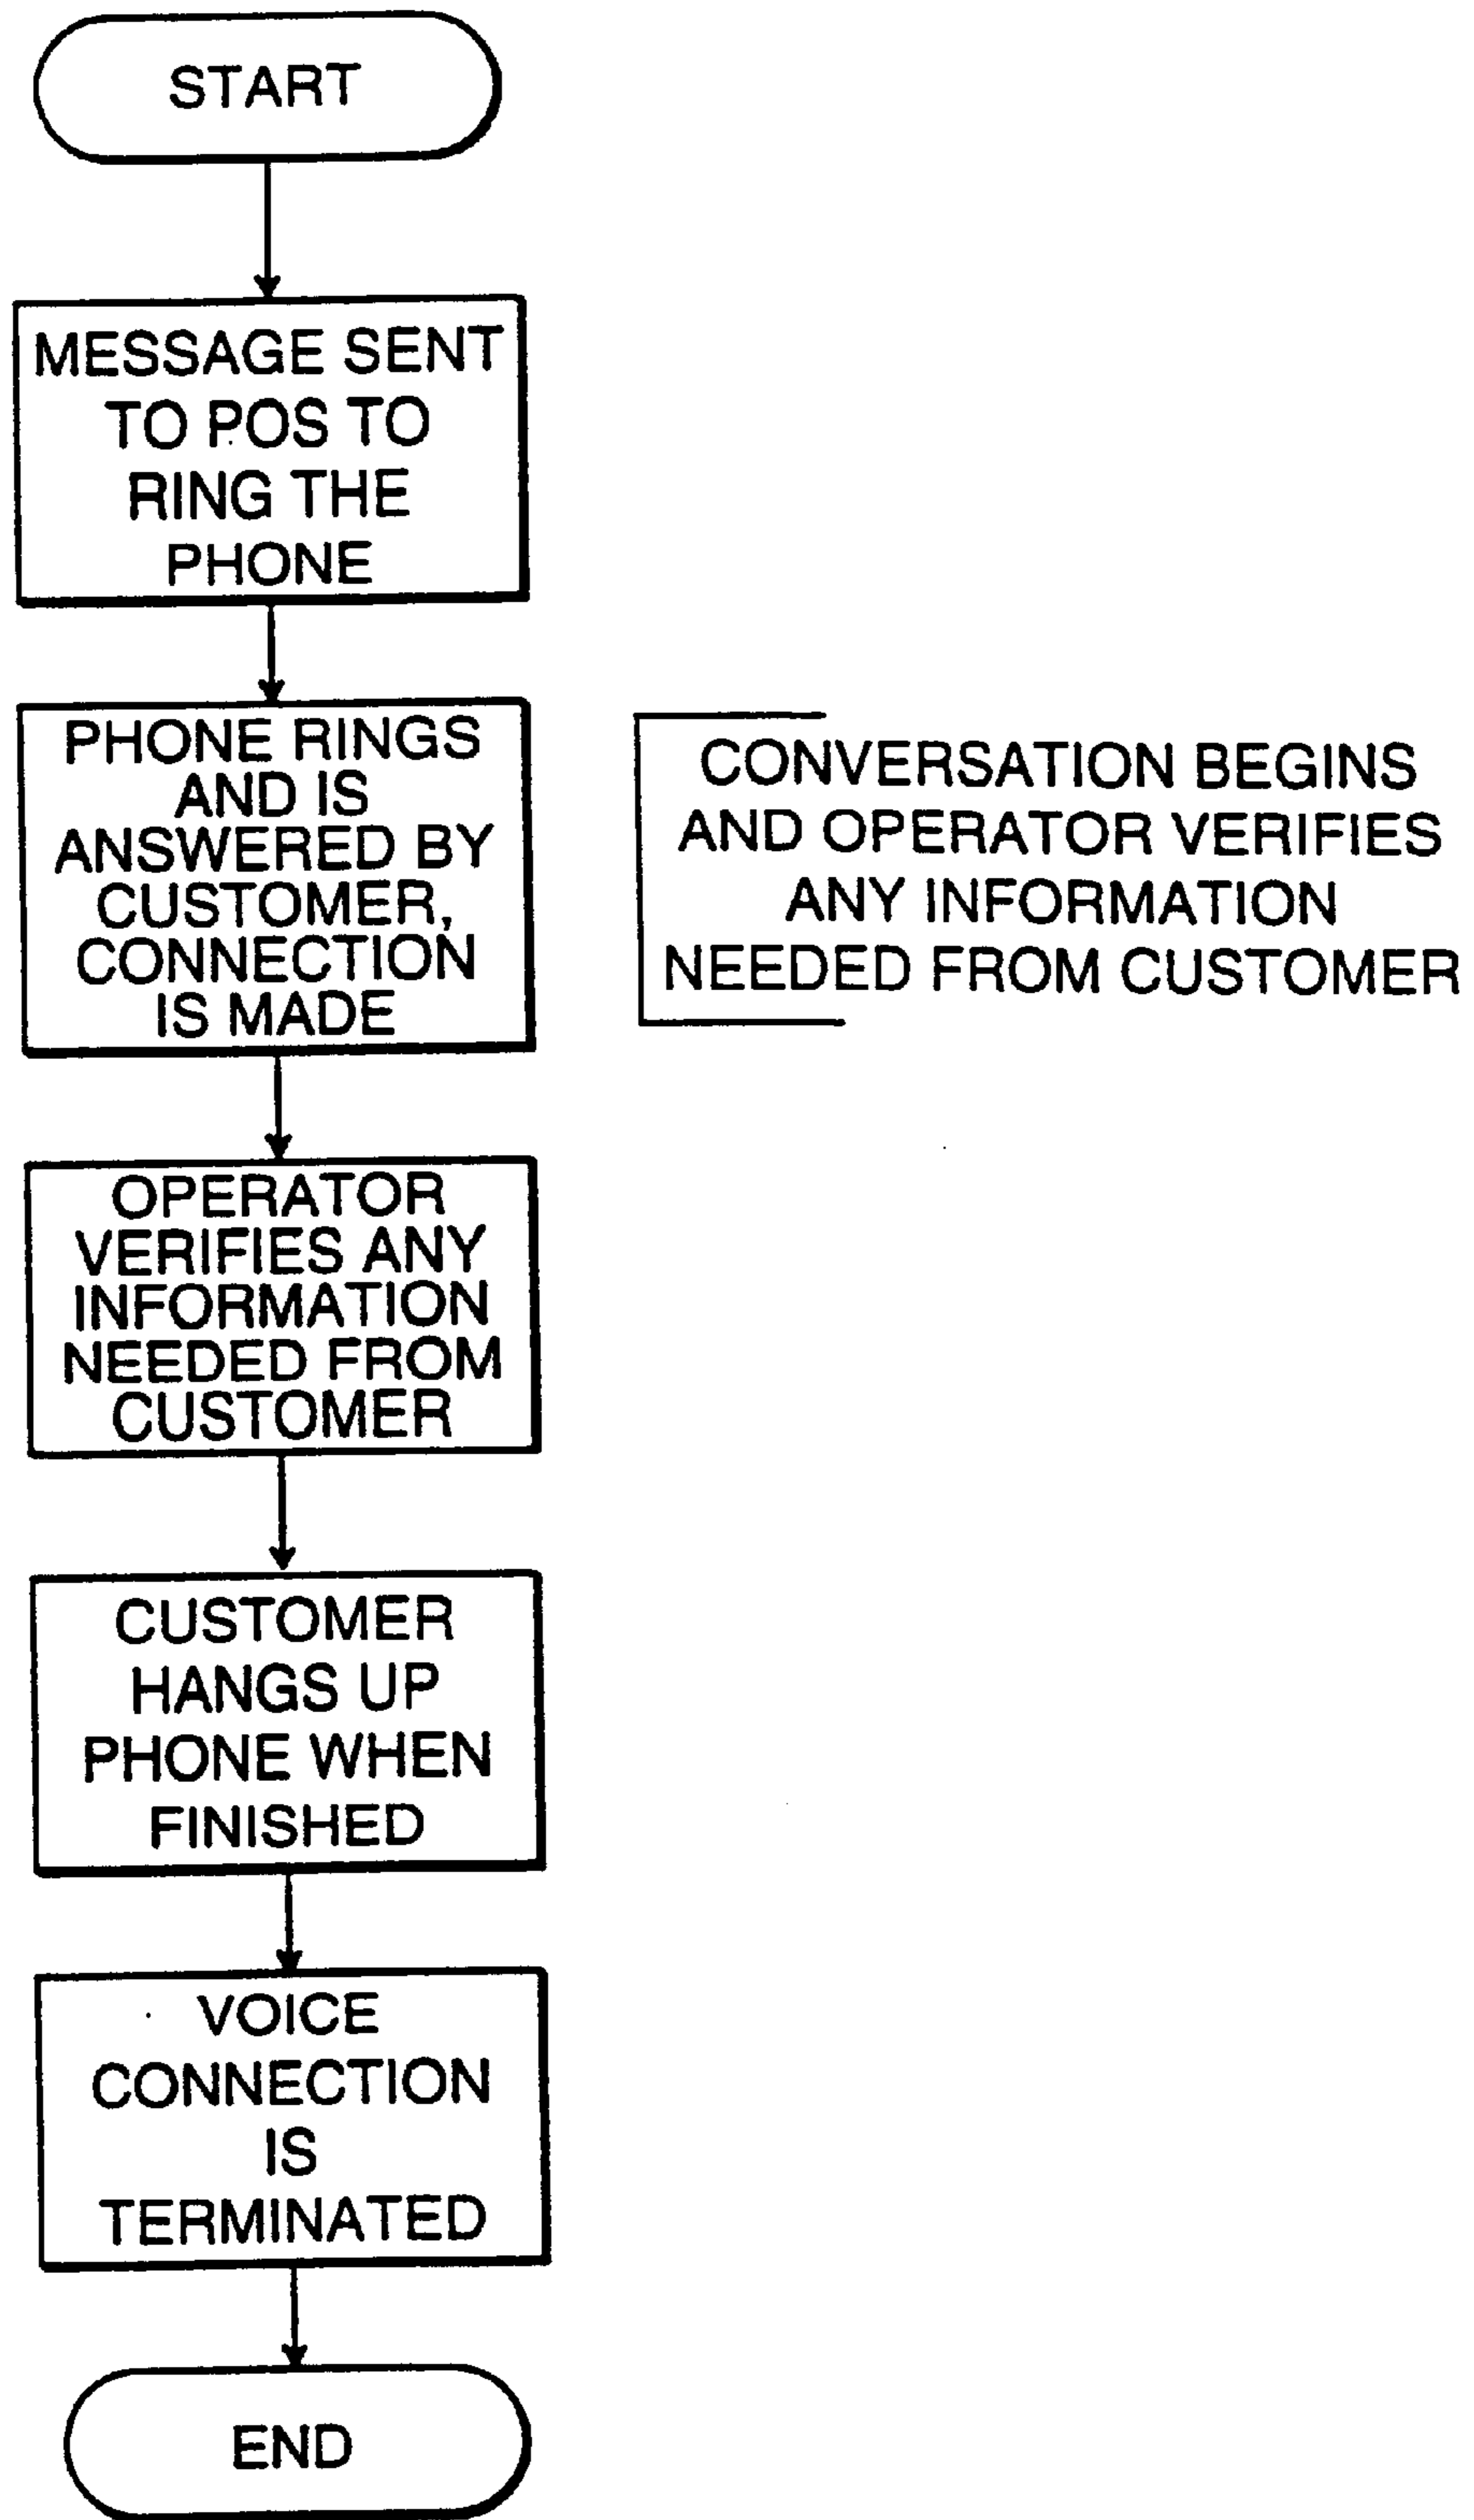 START
MESSAGE SENT
TO POS TO
RING THE
PHONE
PHONE RINGS
AND IS
ANSWERED BY
CUSTOMER,
CONNECTION
IS MADE
CONVERSATION BEGINS
AND OPERATOR VERIFIES
ANY INFORMATION
NEEDED FROM CUSTOMER
OPERATOR
VERIFIES ANY
INFORMATION
NEEDED FROM
CUSTOMER
CUSTOMER
HANGS UP
PHONE WHEN
FINISHED
VOICE
CONNECTION
IS
TERMINATED
END